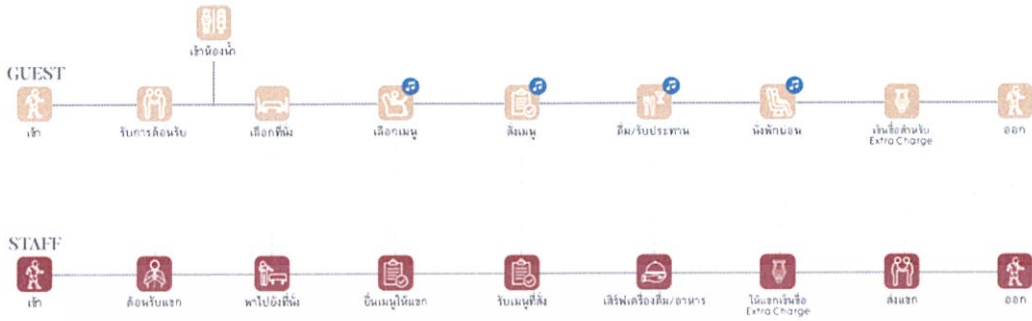 เข้าห้องน้ำ
GUEST
เข้า
รับการต้อนรับ
เลือกที่นั่ง
เลือกเมนู
สั่งเมนู
ดื่ม/รับประทาน
นั่งพักผ่อน
เซ็นชื่อสำหรับ
Extra Charge
ออก
STAFF
เข้า
ต้อนรับแขก
พาไปยังที่นั่ง
ยื่นเมนูให้แขก
รับเมนูที่สั่ง
เสิร์ฟเครื่องดื่ม/อาหาร
ให้แขกเซ็นชื่อ
Extra Charge
ส่งแขก
ออก